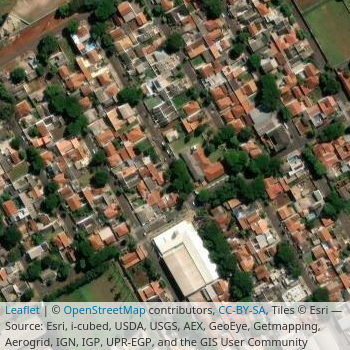 Leaflet | © OpenStreetMap contributors, CC-BY-SA, Tiles © Esri —
Source: Esri, i-cubed, USDA, USGS, AEX, GeoEye, Getmapping,
Aerogrid, IGN, IGP, UPR-EGP, and the GIS User Community